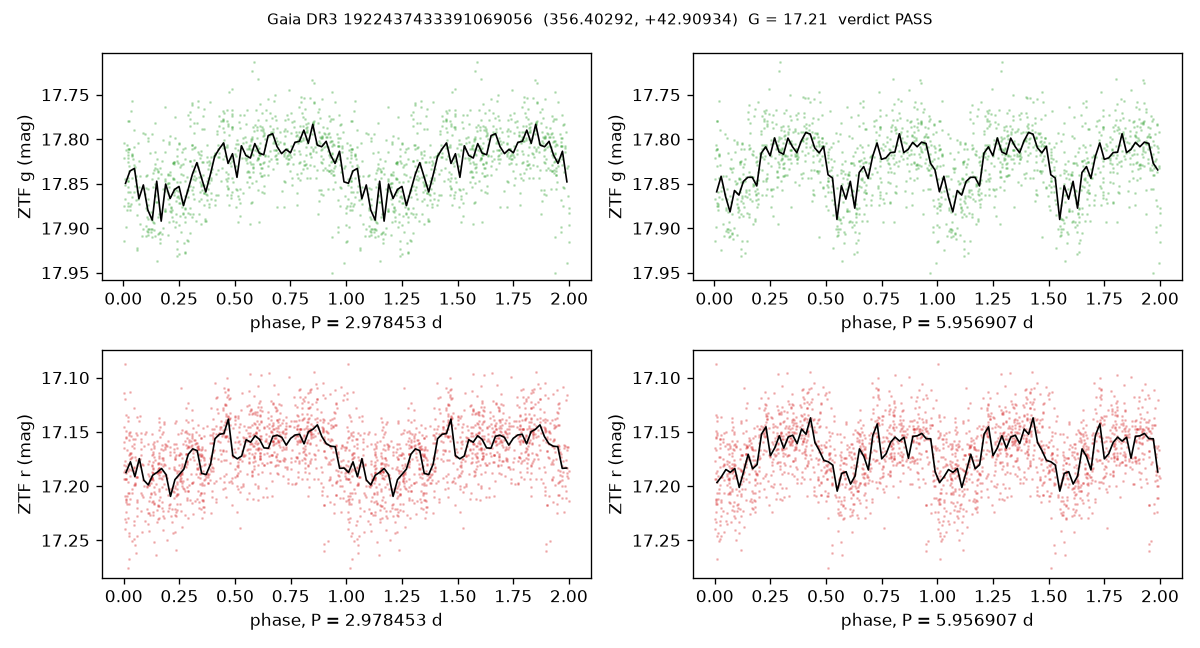 Gaia DR3 1922437433391069056  (356.40292, +42.90934)  G = 17.21  verdict PASS
ZTF g (mag)
17.75
17.80
17.85
17.90
17.95
0.00 0.25 0.50 0.75 1.00 1.25 1.50 1.75 2.00
phase, P = 2.978453 d
ZTF g (mag)
17.75
17.80
17.85
17.90
17.95
0.00 0.25 0.50 0.75 1.00 1.25 1.50 1.75 2.00
phase, P = 5.956907 d
ZTF r (mag)
17.10
17.15
17.20
17.25
0.00 0.25 0.50 0.75 1.00 1.25 1.50 1.75 2.00
phase, P = 2.978453 d
ZTF r (mag)
17.10
17.15
17.20
17.25
0.00 0.25 0.50 0.75 1.00 1.25 1.50 1.75 2.00
phase, P = 5.956907 d